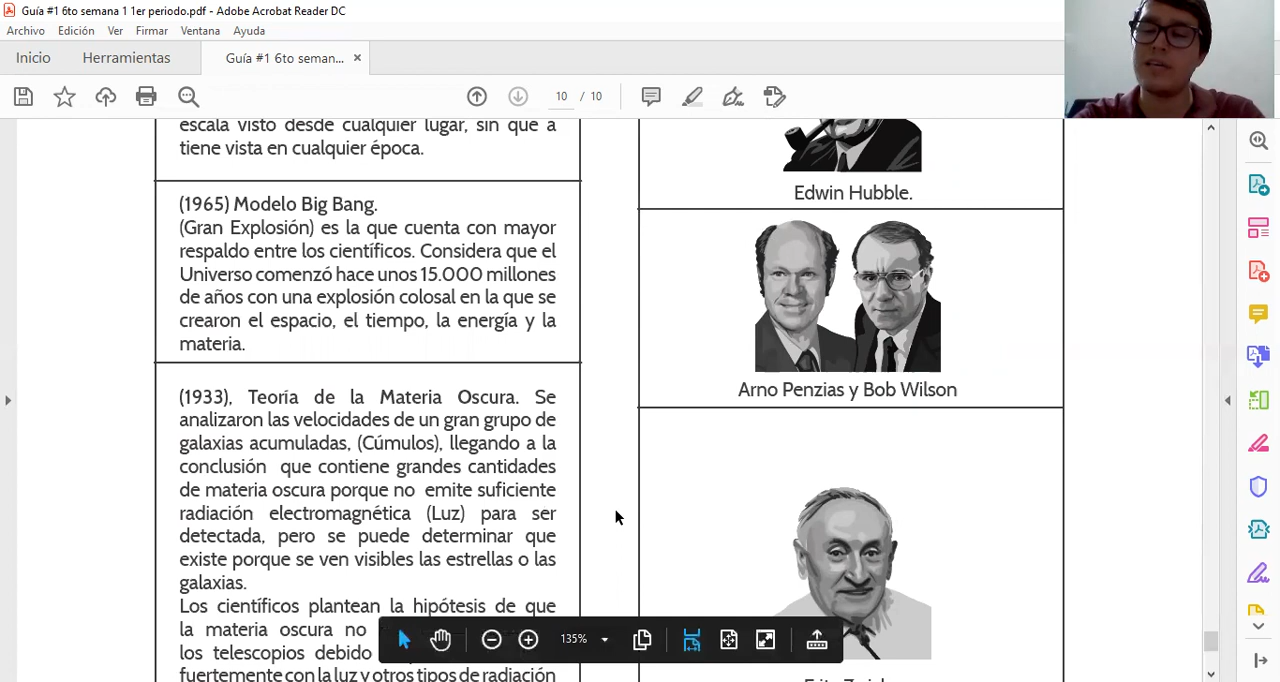 Guía #1 6to semana 1 1er periodo.pdf - Adobe Acrobat Reader DC
Archivo Edición Ver Firmar Ventana Ayuda
Inicio Herramientas Guía #1 6to seman... ×
10 / 10
escala visto desde cualquier lugar, sin que a
tiene vista en cualquier época.
(1965) Modelo Big Bang.
(Gran Explosión) es la que cuenta con mayor
respaldo entre los científicos. Considera que el
Universo comenzó hace unos 15.000 millones
de años con una explosión colosal en la que se
crearon el espacio, el tiempo, la energía y la
materia.
(1933), Teoría de la Materia Oscura. Se
analizaron las velocidades de un gran grupo de
galaxias acumuladas, (Cúmulos), llegando a la
conclusión que contiene grandes cantidades
de materia oscura porque no emite suficiente
radiación electromagnética (Luz) para ser
detectada, pero se puede determinar que
existe porque se ven visibles las estrellas o las
galaxias.
Los científicos plantean la hipótesis de que
la materia oscura no
los telescopios debido
fuertemente con la luz y otros tipos de radiación
Edwin Hubble.
Arno Penzias y Bob Wilson
135%